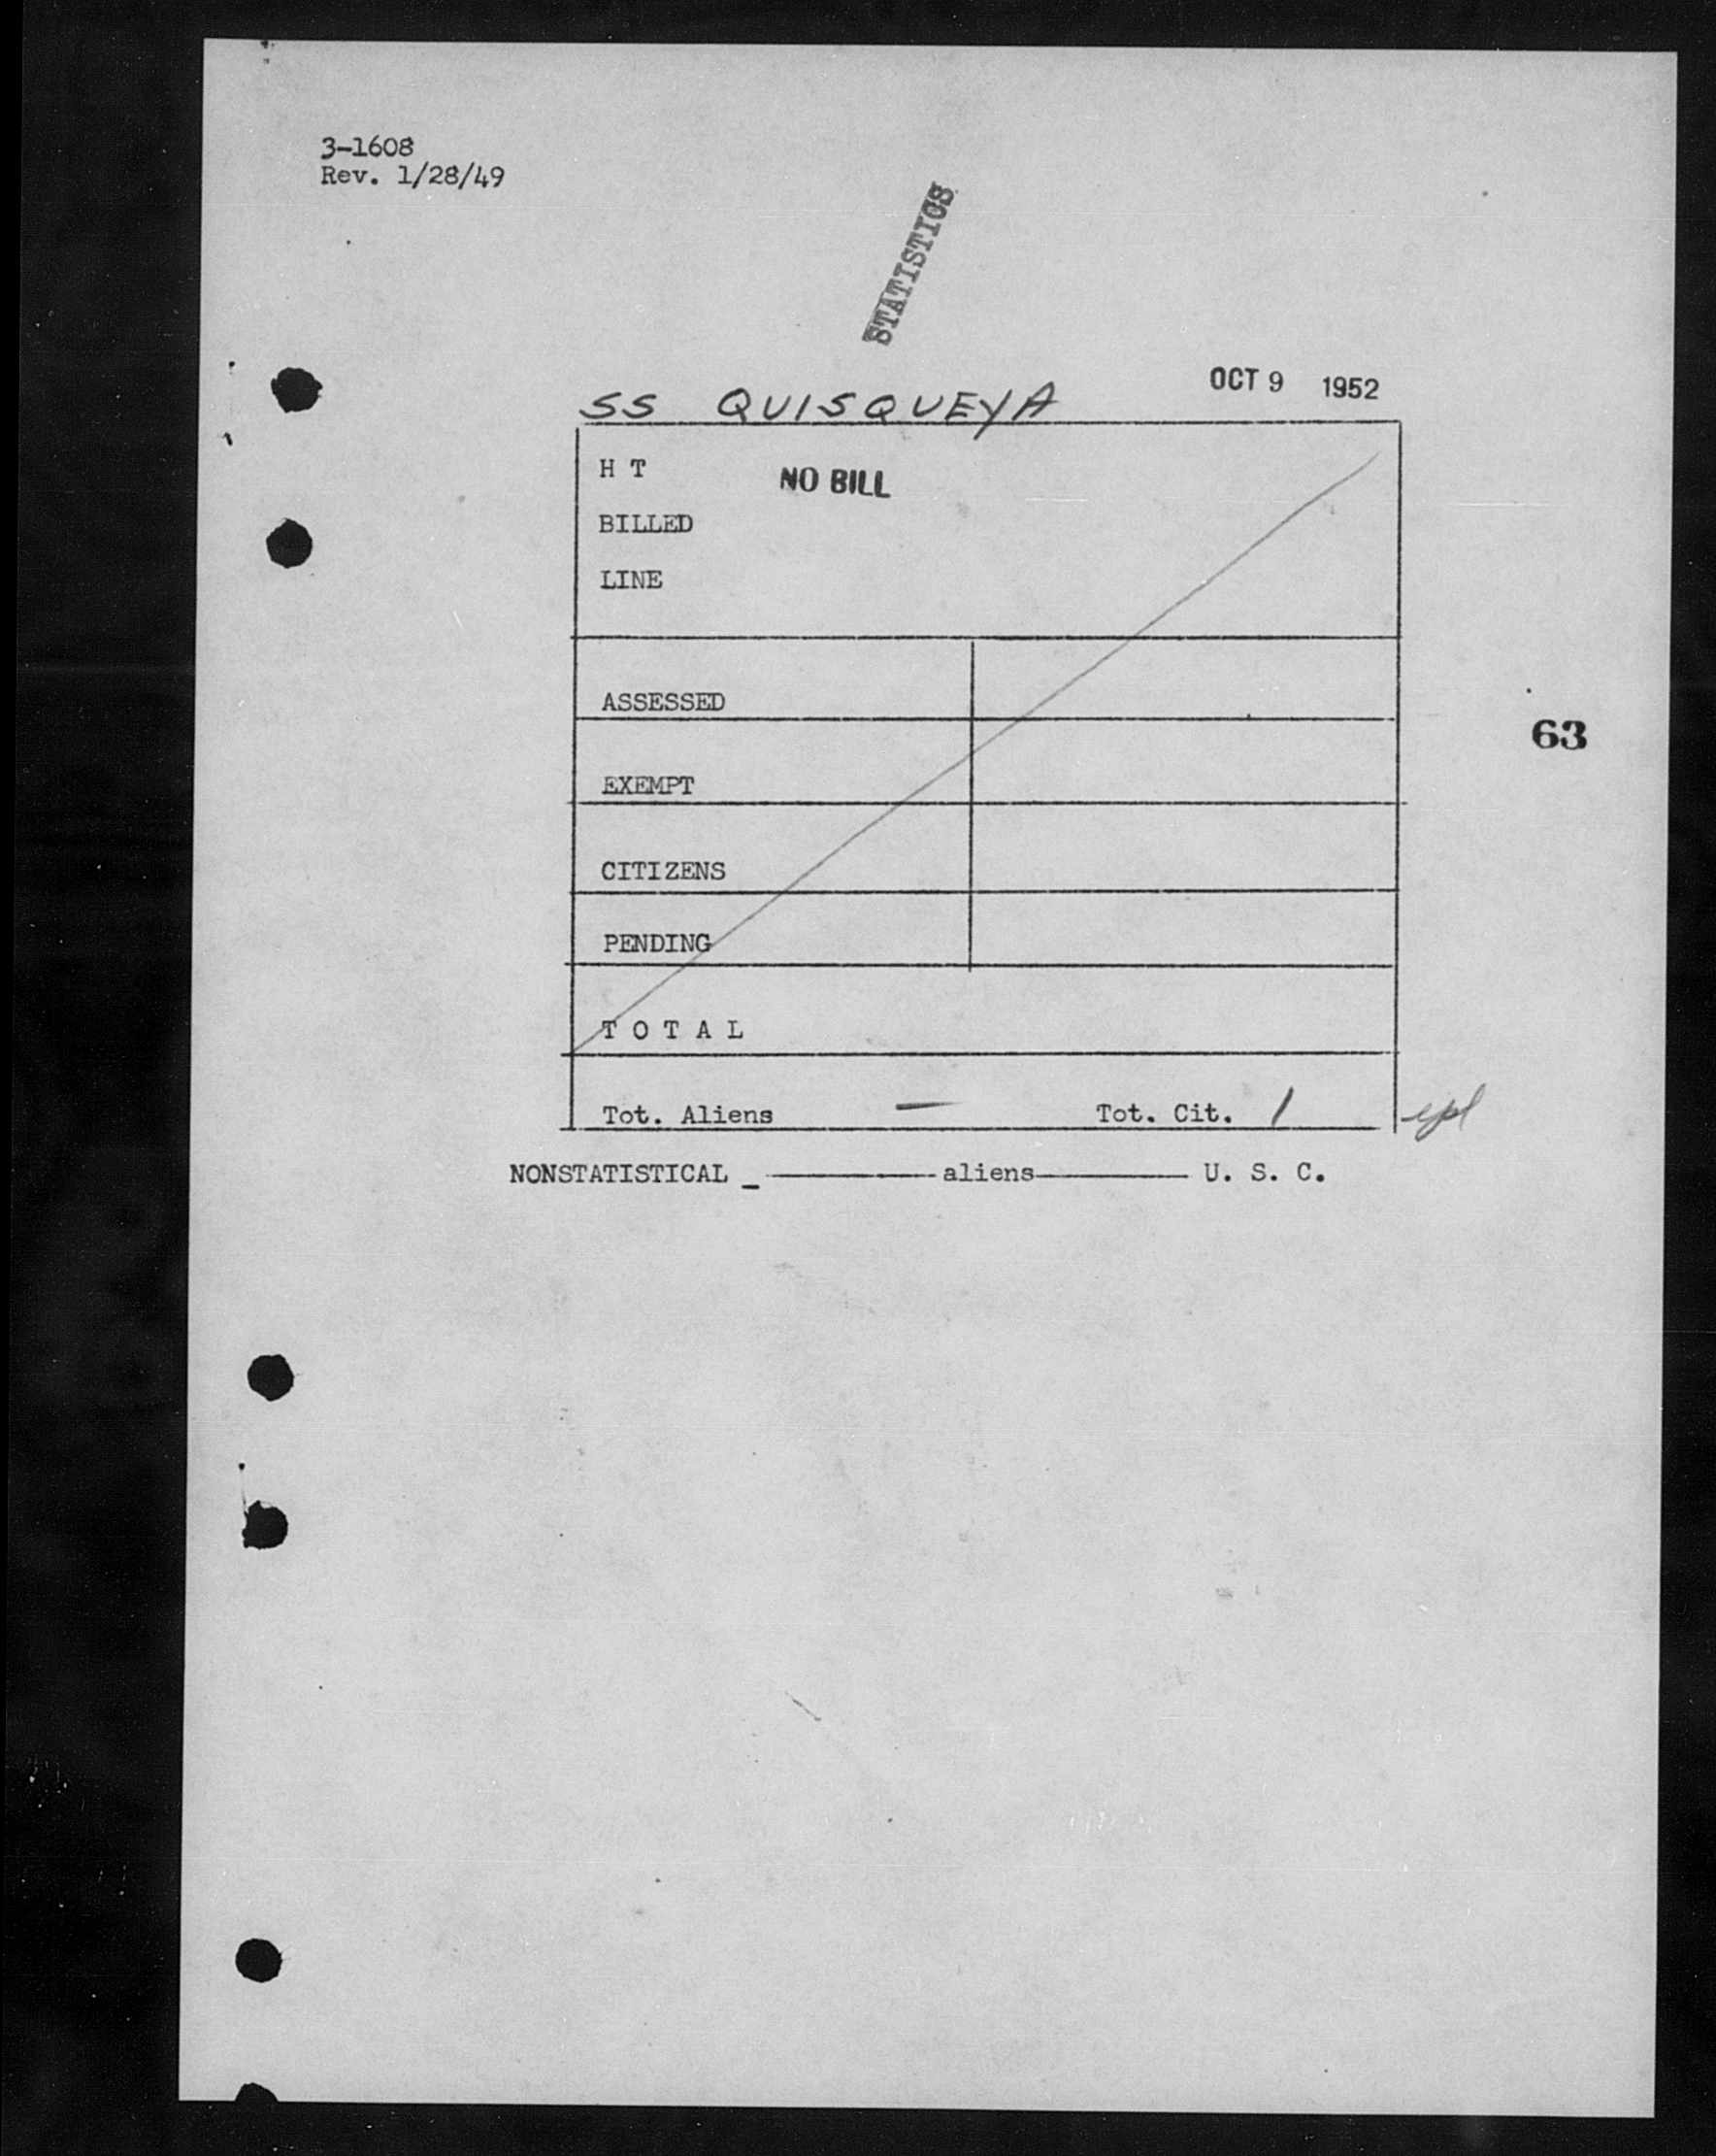 3-1608
Rev. 1/28/49
STATISTICS
OCT 9 1952
SS QUISQUEYA
H T
NO BILL
BILLED
LINE
ASSESSED
63
EXEMPT
CITIZENS
PENDING
T O T A L
Tot. Aliens — Tot. Cit. 1
NONSTATISTICAL _ ——— aliens ——— U. S. C.